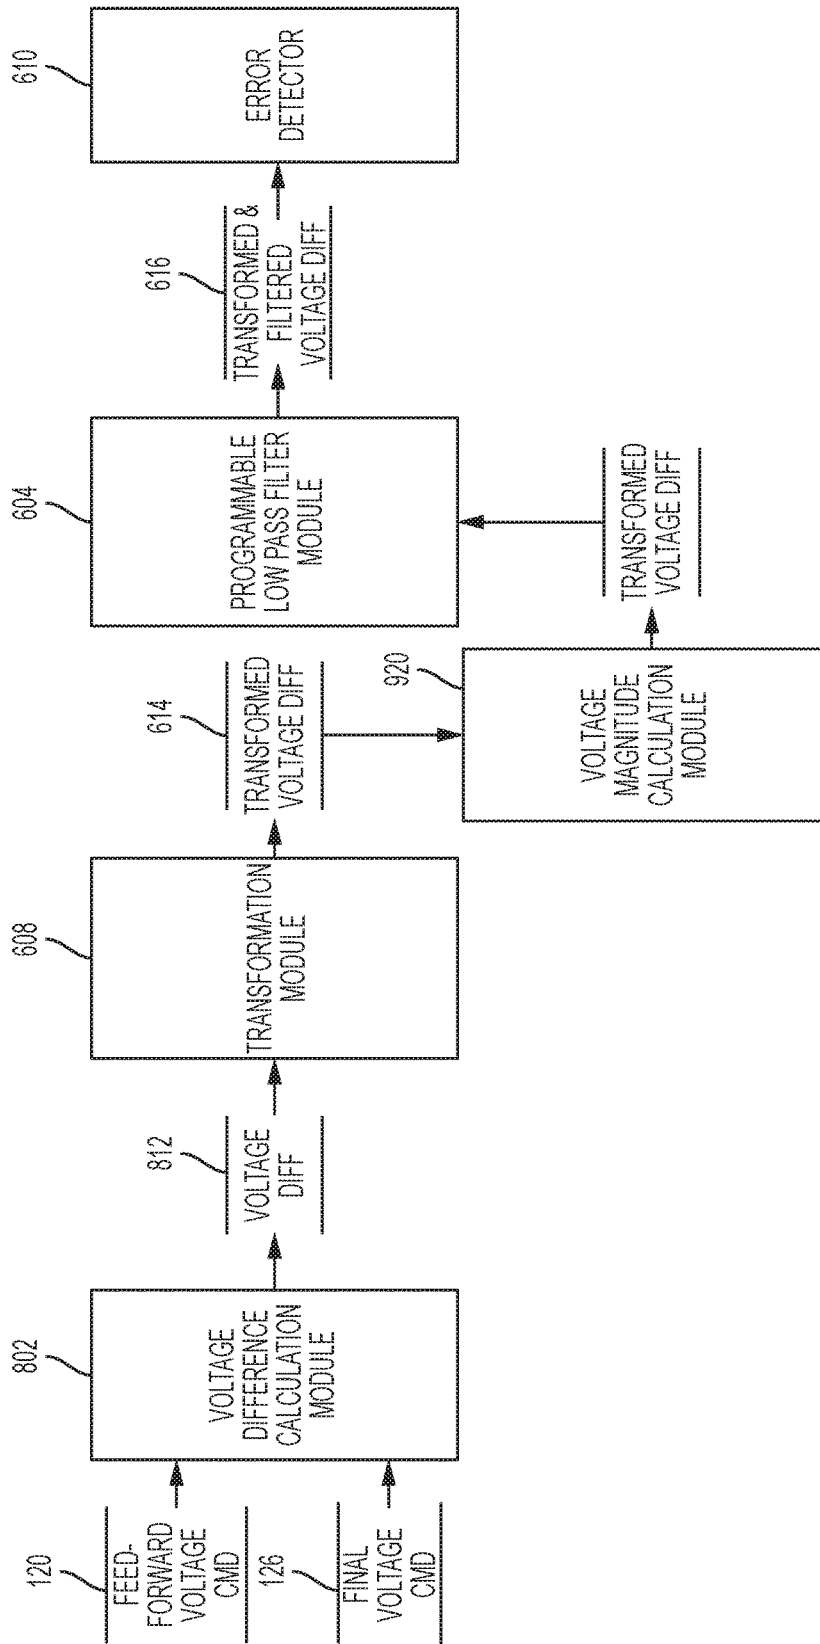 120
FEED-
FORWARD
VOLTAGE
CMD
126
FINAL
VOLTAGE
CMD
802
VOLTAGE
DIFFERENCE
CALCULATION
MODULE
812
VOLTAGE
DIFF
608
TRANSFORMATION
MODULE
614
TRANSFORMED
VOLTAGE DIFF
920
VOLTAGE
MAGNITUDE
CALCULATION
MODULE
TRANSFORMED
VOLTAGE DIFF
604
PROGRAMMABLE
LOW PASS FILTER
MODULE
616
TRANSFORMED &
FILTERED
VOLTAGE DIFF
610
ERROR
DETECTOR